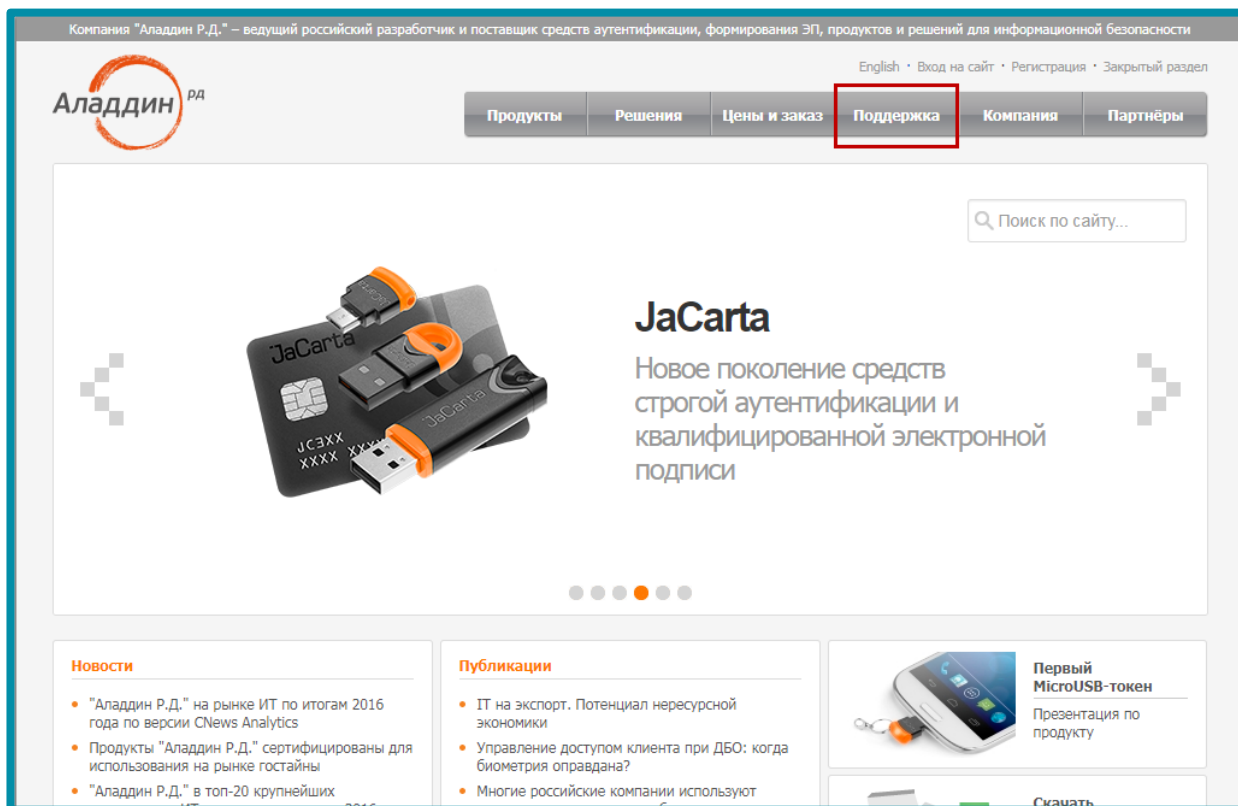 Компания "Аладдин Р.Д." – ведущий российский разработчик и поставщик средств аутентификации, формирования ЭП, продуктов и решений для информационной безопасности
English · Вход на сайт · Регистрация · Закрытый раздел
Аладдин РД
Продукты Решения Цены и заказ Поддержка Компания Партнёры
Поиск по сайту...
JaCarta
Новое поколение средств
строгой аутентификации и
квалифицированной электронной
подписи
JaCarta
JC3XX
XXXX XXXX
JaCarta
Новости
"Аладдин Р.Д." на рынке ИТ по итогам 2016
года по версии CNews Analytics
Продукты "Аладдин Р.Д." сертифицированы для
использования на рынке гостайны
"Аладдин Р.Д." в топ-20 крупнейших
Публикации
IT на экспорт. Потенциал нересурсной
экономики
Управление доступом клиента при ДБО: когда
биометрия оправдана?
Многие российские компании используют
Первый
MicroUSB-токен
Презентация по
продукту
Скачать